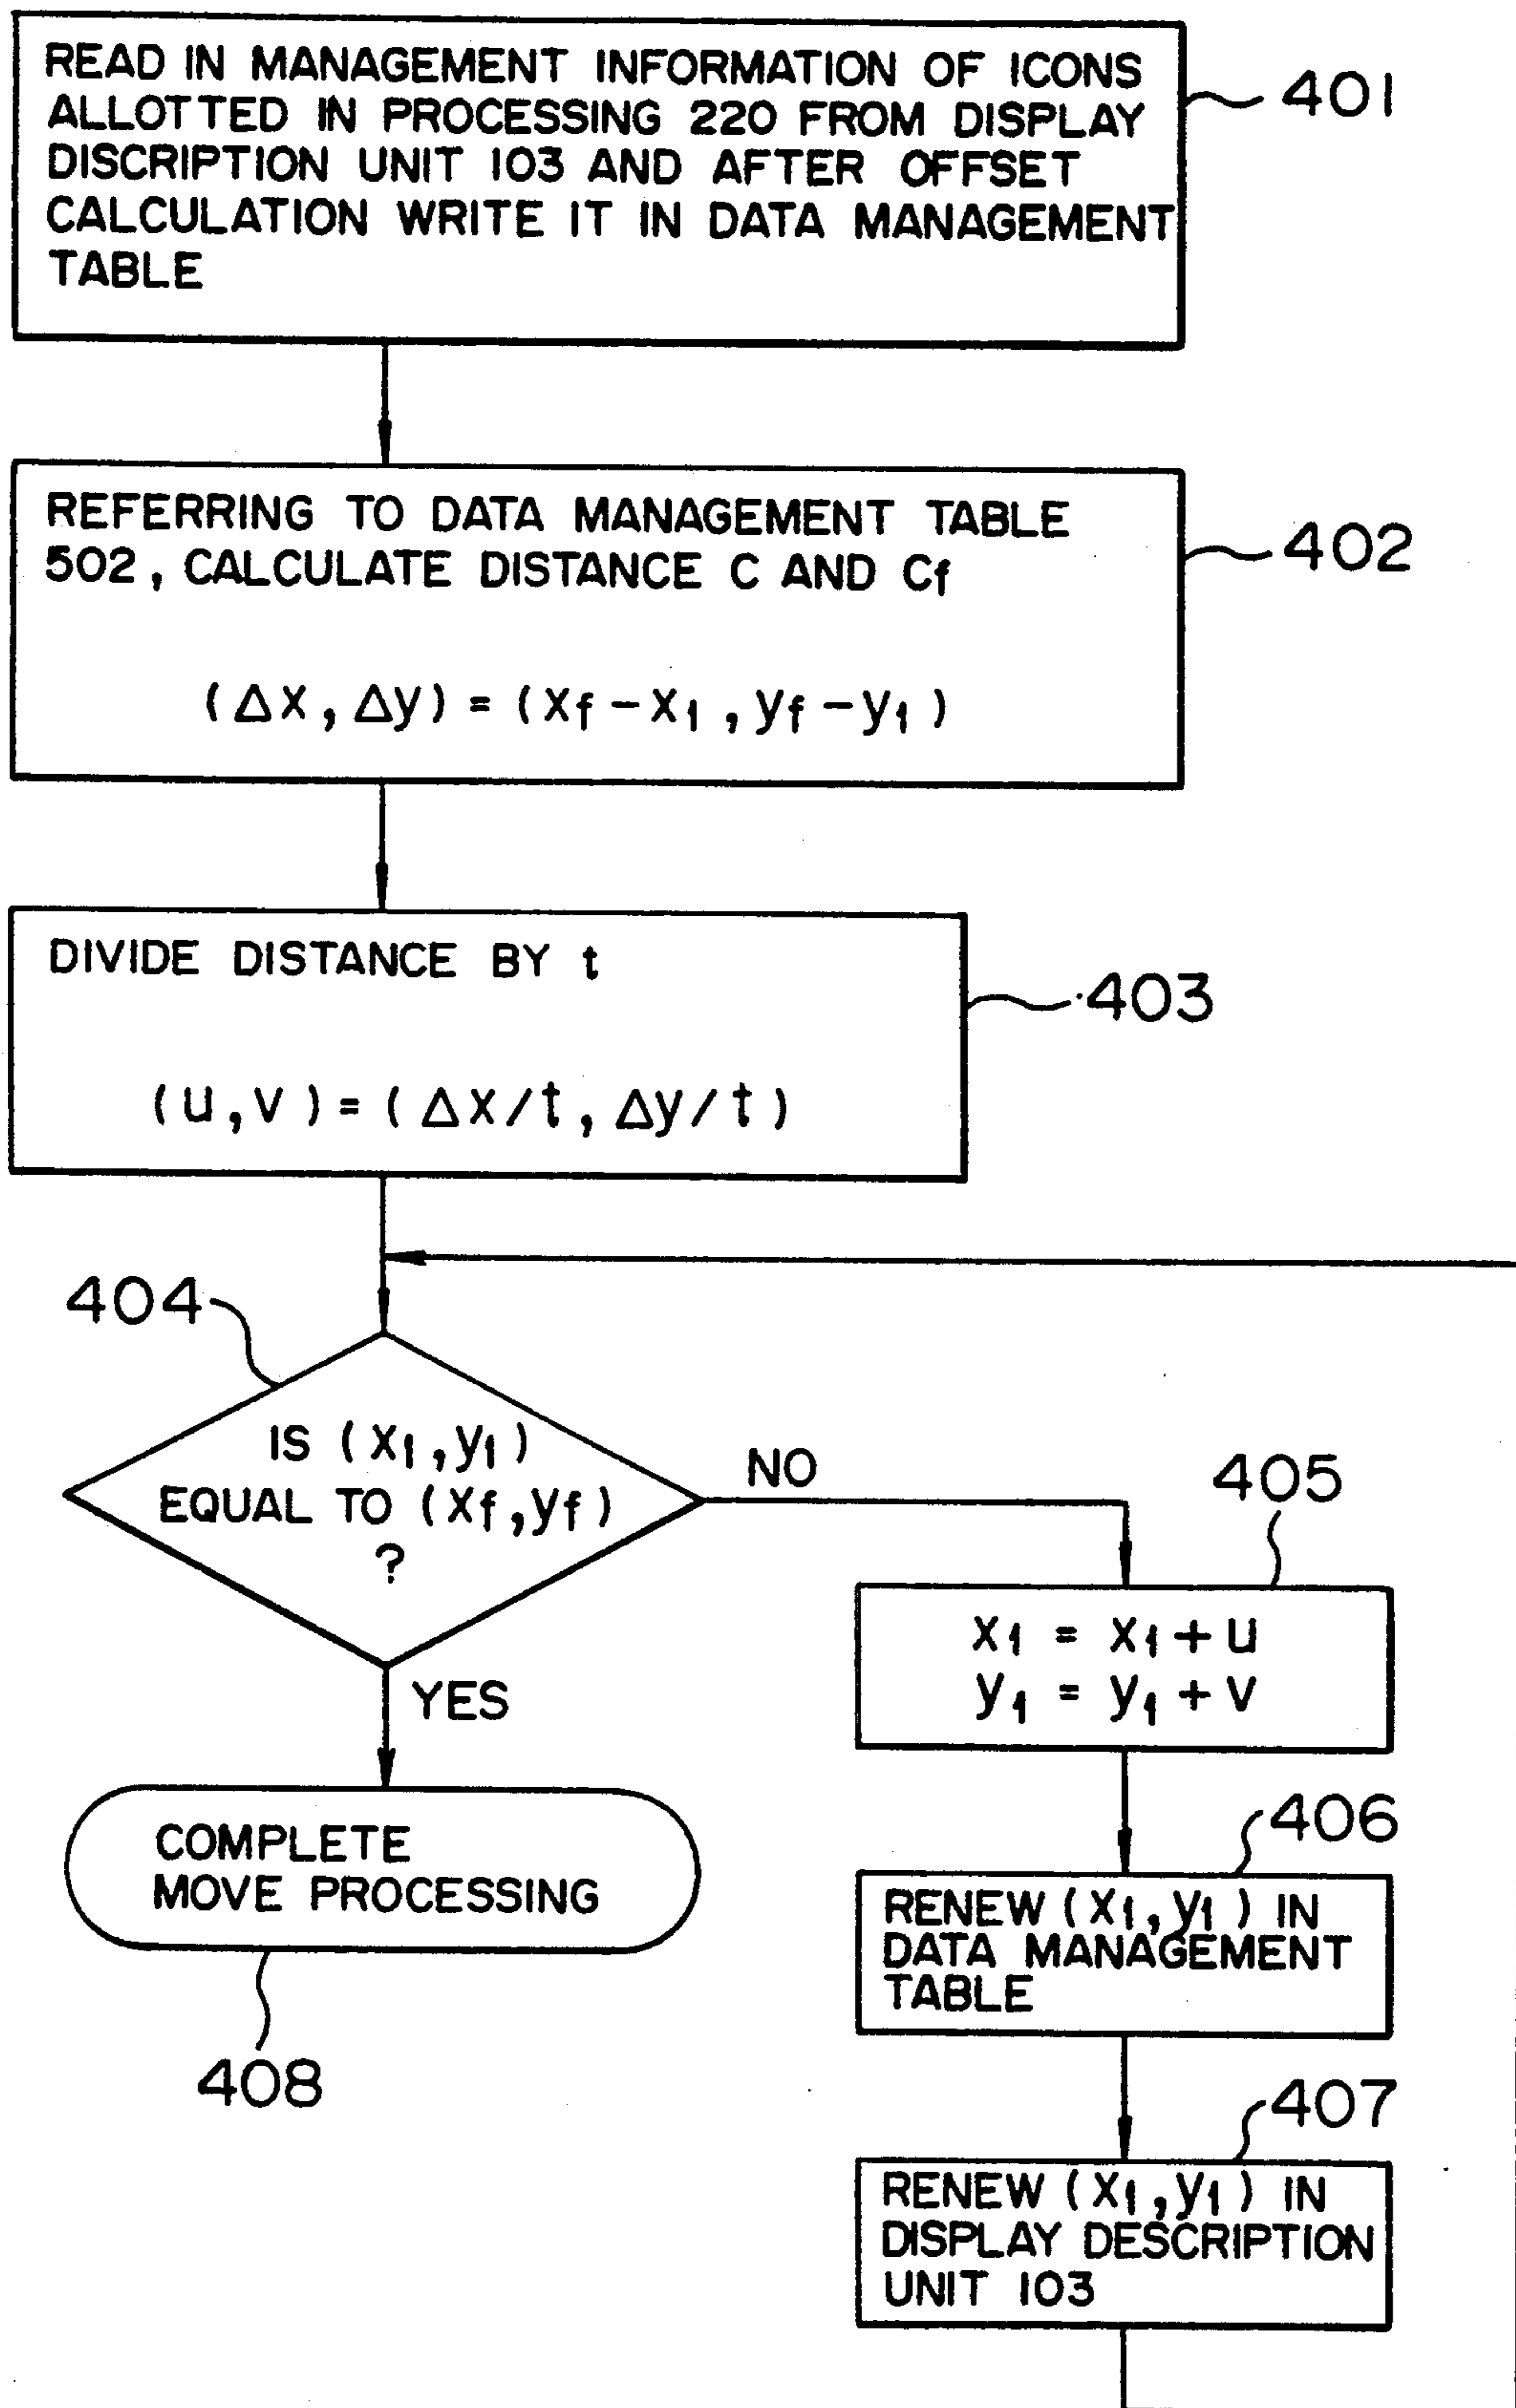 READ IN MANAGEMENT INFORMATION OF ICONS
ALLOTTED IN PROCESSING 220 FROM DISPLAY
DISCRIPTION UNIT 103 AND AFTER OFFSET
CALCULATION WRITE IT IN DATA MANAGEMENT
TABLE
401
REFERRING TO DATA MANAGEMENT TABLE
502, CALCULATE DISTANCE C AND Cf
(Δx, Δy) = (xf-x1, yf-y1)
402
DIVIDE DISTANCE BY t
(u,v) = (Δx/t, Δy/t)
403
404
IS (x1,y1)
EQUAL TO (xf,yf)
?
NO
YES
405
x1 = x1+u
y1 = y1+v
COMPLETE
MOVE PROCESSING
408
406
RENEW (x1,y1) IN
DATA MANAGEMENT
TABLE
407
RENEW (x1,y1) IN
DISPLAY DESCRIPTION
UNIT 103